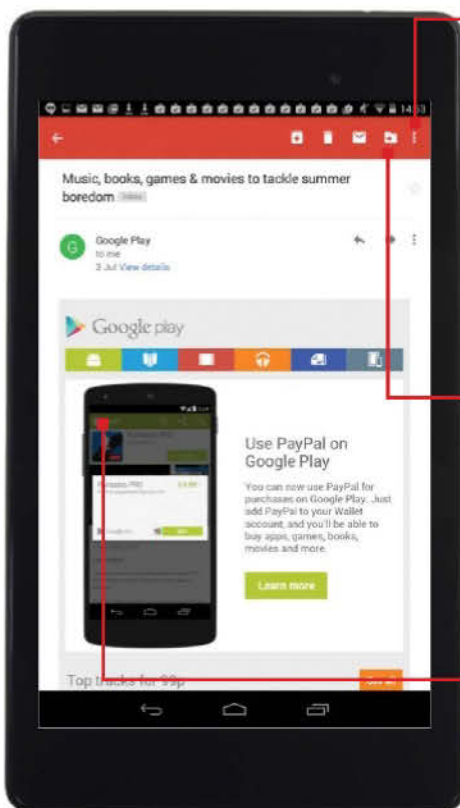 14:53
Music, books, games & movies to tackle summer
boredom Inbox
G
Google Play
to me
3 Jul View details
Google play
Use PayPal on
Google Play
You can now use PayPal for
purchases on Google Play. Just
add PayPal to your Wallet
account, and you'll be able to
buy apps, games, books,
movies and more.
Learn more
Top tracks for 99p